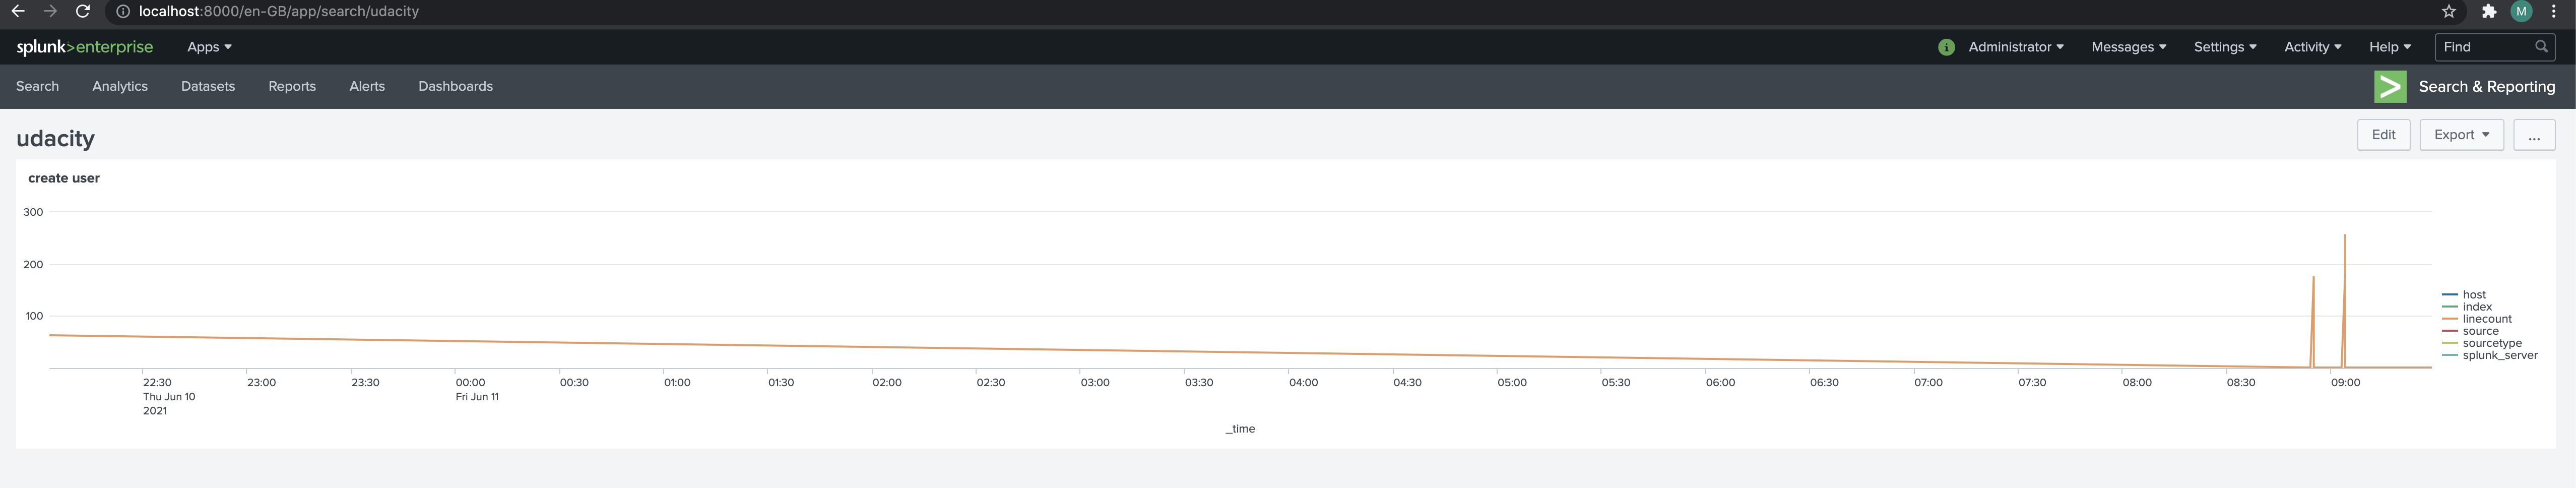 localhost:8000/en-GB/app/search/udacity M
splunk>enterprise Apps Administrator Messages Settings Activity Help Find
Search Analytics Datasets Reports Alerts Dashboards Search & Reporting
udacity Edit Export ...
create user
300
200
100
host
index
linecount
source
sourcetype
splunk_server
22:30 23:00 23:30 00:00 00:30 01:00 01:30 02:00 02:30 03:00 03:30 04:00 04:30 05:00 05:30 06:00 06:30 07:00 07:30 08:00 08:30 09:00
Thu Jun 10 Fri Jun 11
2021
_time